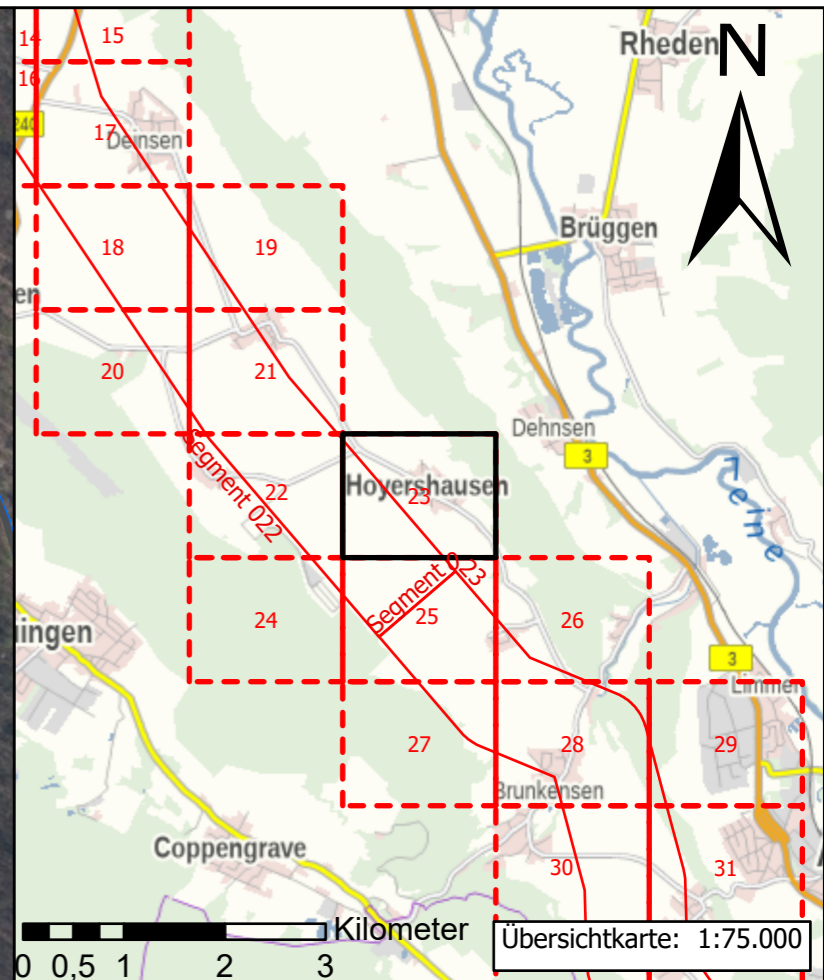 14
15
Rheden
N
16
240
17
Deinsen
Brüggen
18
19
en
20
21
Dehnsen
3
Segment 022
22
Hoyershausen
23
Leine
Segment 023
24
25
26
uingen
3
Limmer
27
28
29
Brunkensen
Coppengrave
30
31
A
Kilometer
0 0,5 1 2 3
Übersichtkarte: 1:75.000